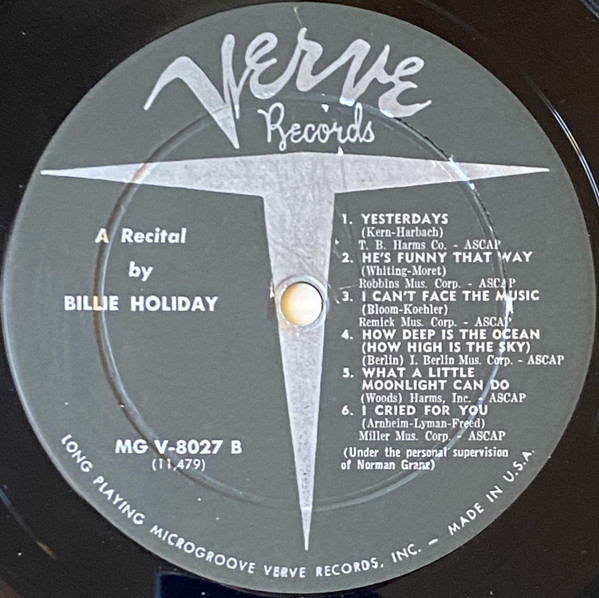 Verve
Records
A Recital
by
BILLIE HOLIDAY
MG V-8027 B
(11,479)
1. YESTERDAYS
(Kern-Harbach)
T. B. Harms Co. - ASCAP
2. HE'S FUNNY THAT WAY
(Whiting-Moret)
Robbins Mus. Corp. - ASCAP
3. I CAN'T FACE THE MUSIC
(Bloom-Koehler)
Remick Mus. Corp. - ASCAP
4. HOW DEEP IS THE OCEAN
(HOW HIGH IS THE SKY)
(Berlin) I. Berlin Mus. Corp. - ASCAP
5. WHAT A LITTLE
MOONLIGHT CAN DO
(Woods) Harms, Inc. - ASCAP
6. I CRIED FOR YOU
(Arnheim-Lyman-Freed)
Miller Mus. Corp. - ASCAP
(Under the personal supervision
of Norman Granz)
LONG PLAYING MICROGROOVE VERVE RECORDS, INC. — MADE IN U.S.A.